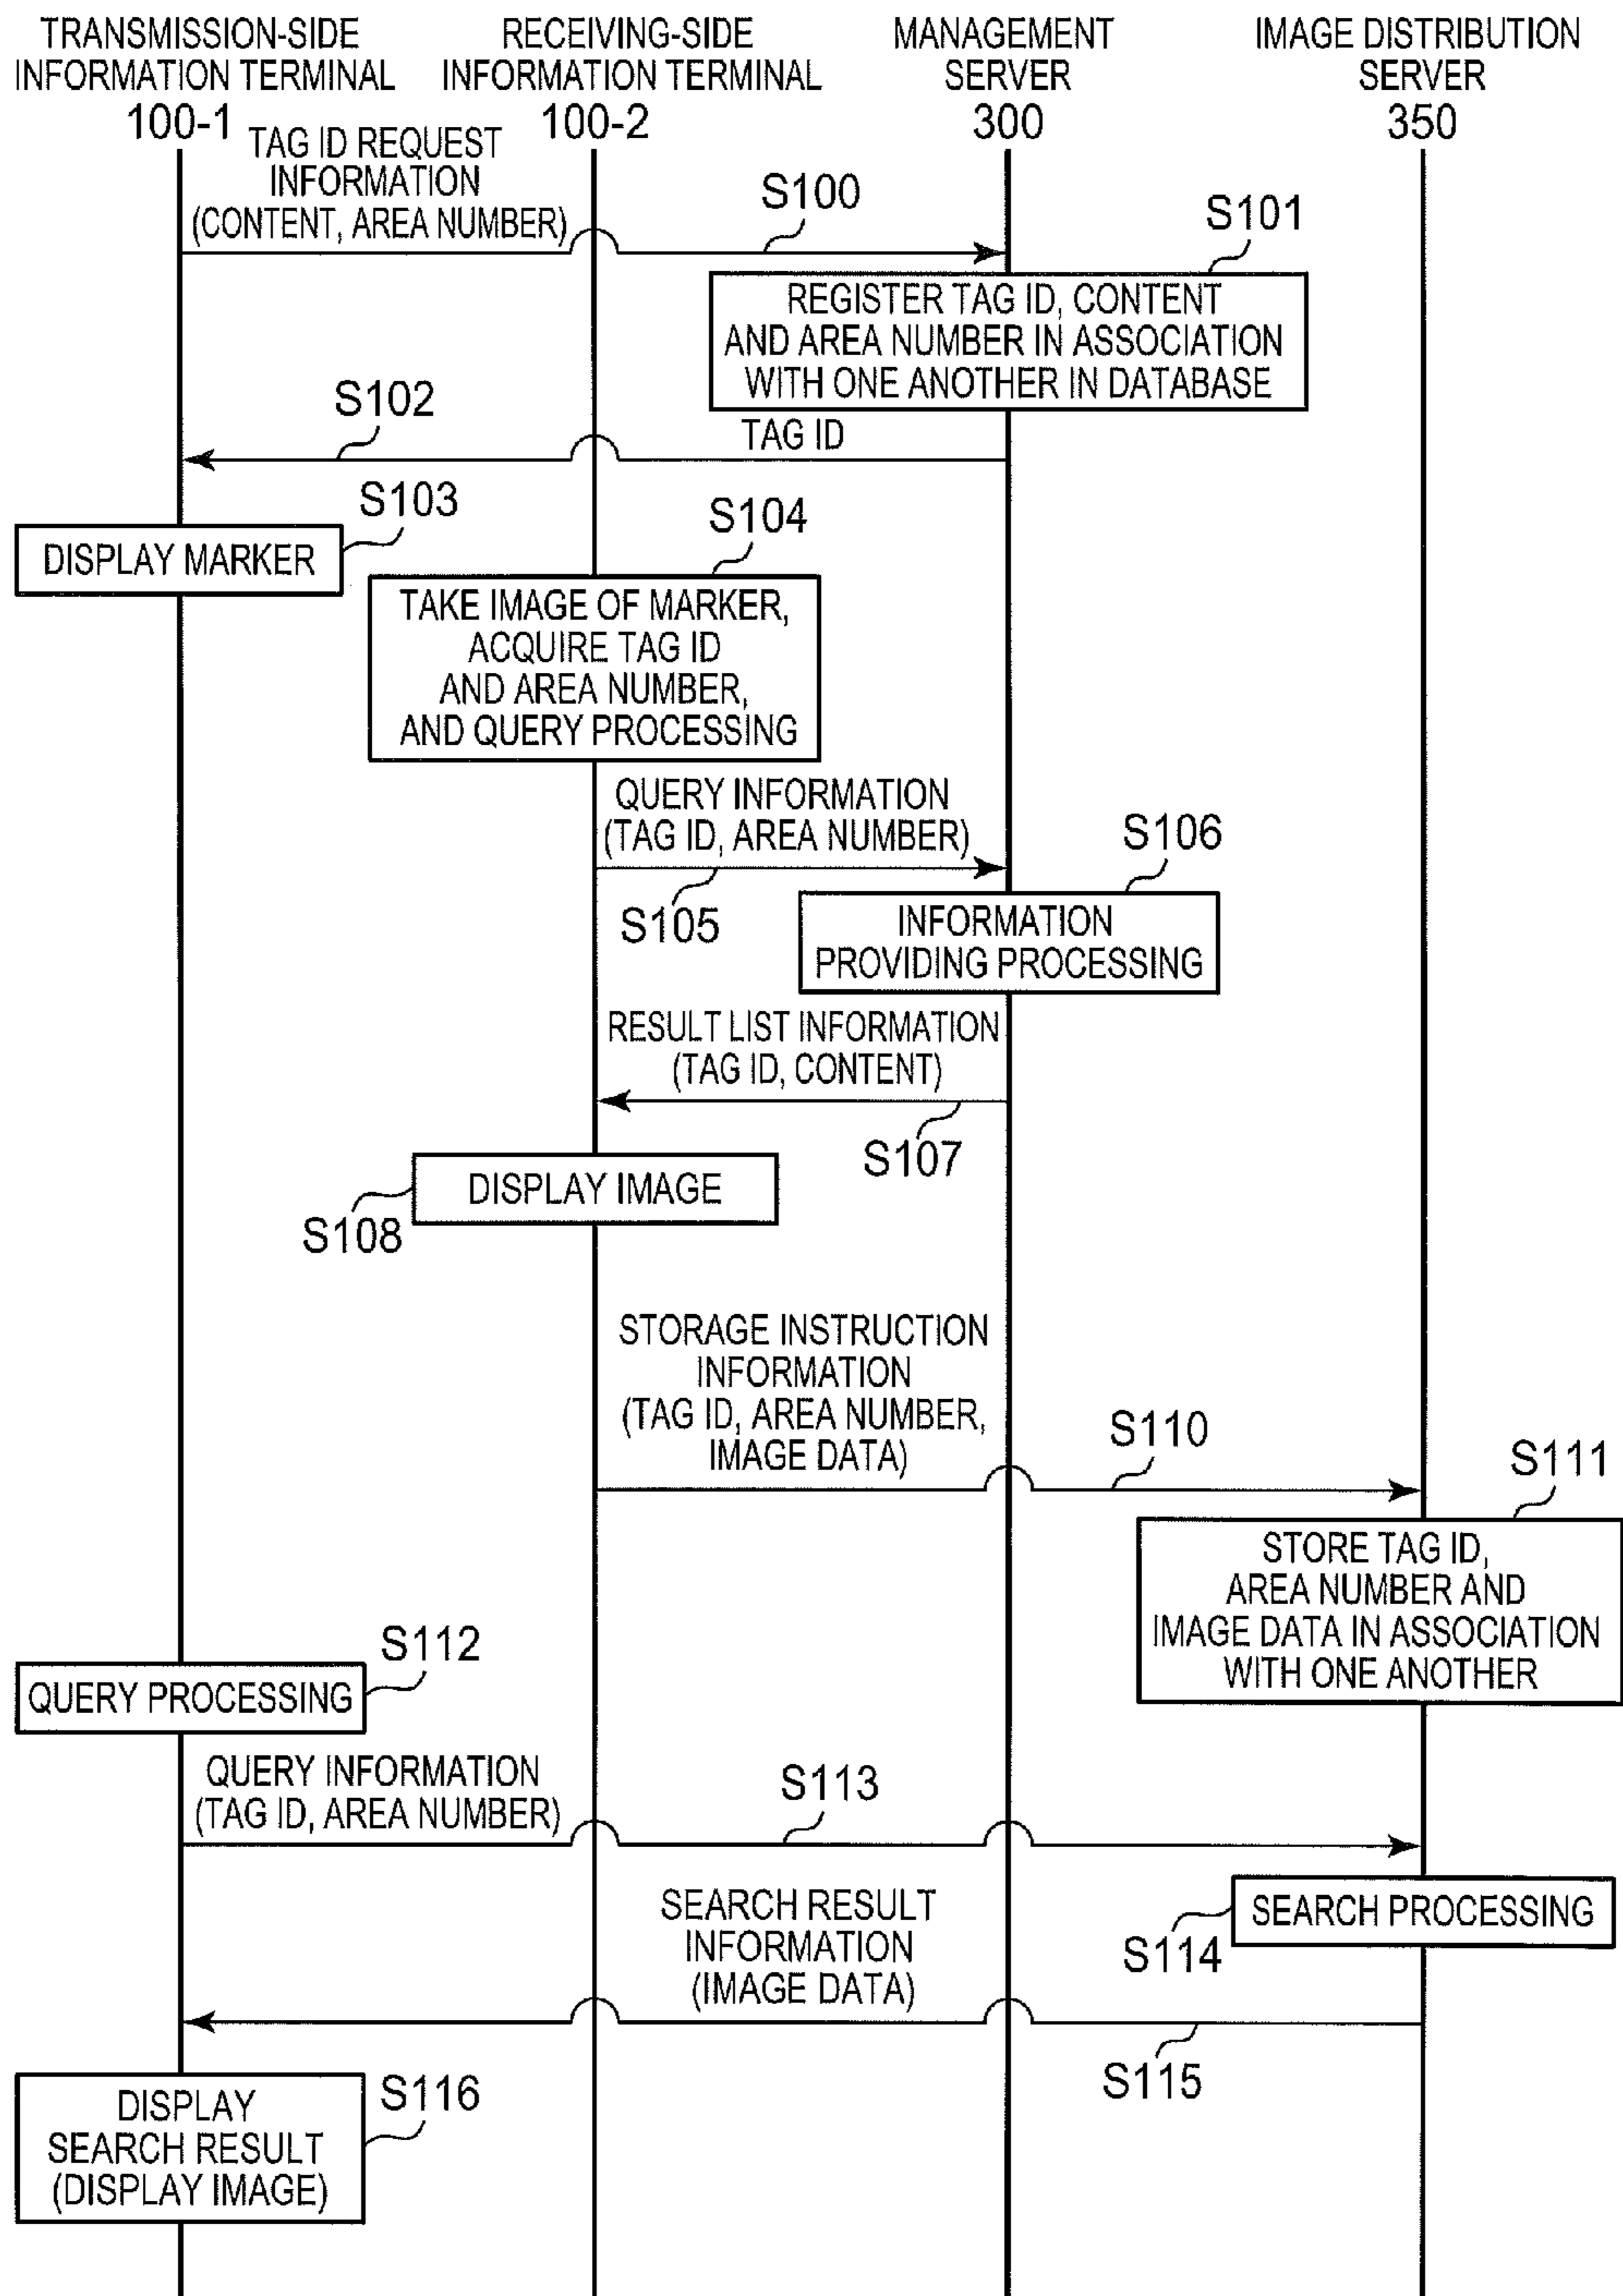 TRANSMISSION-SIDE
INFORMATION TERMINAL
100-1
RECEIVING-SIDE
INFORMATION TERMINAL
100-2
MANAGEMENT
SERVER
300
IMAGE DISTRIBUTION
SERVER
350
TAG ID REQUEST
INFORMATION
(CONTENT, AREA NUMBER)
S100
S101
REGISTER TAG ID, CONTENT
AND AREA NUMBER IN ASSOCIATION
WITH ONE ANOTHER IN DATABASE
S102
TAG ID
S103
DISPLAY MARKER
S104
TAKE IMAGE OF MARKER,
ACQUIRE TAG ID
AND AREA NUMBER,
AND QUERY PROCESSING
QUERY INFORMATION
(TAG ID, AREA NUMBER)
S105
S106
INFORMATION
PROVIDING PROCESSING
RESULT LIST INFORMATION
(TAG ID, CONTENT)
S107
DISPLAY IMAGE
S108
STORAGE INSTRUCTION
INFORMATION
(TAG ID, AREA NUMBER,
IMAGE DATA)
S110
S111
STORE TAG ID,
AREA NUMBER AND
IMAGE DATA IN ASSOCIATION
WITH ONE ANOTHER
S112
QUERY PROCESSING
QUERY INFORMATION
(TAG ID, AREA NUMBER)
S113
SEARCH PROCESSING
S114
SEARCH RESULT
INFORMATION
(IMAGE DATA)
S115
DISPLAY
SEARCH RESULT
(DISPLAY IMAGE)
S116